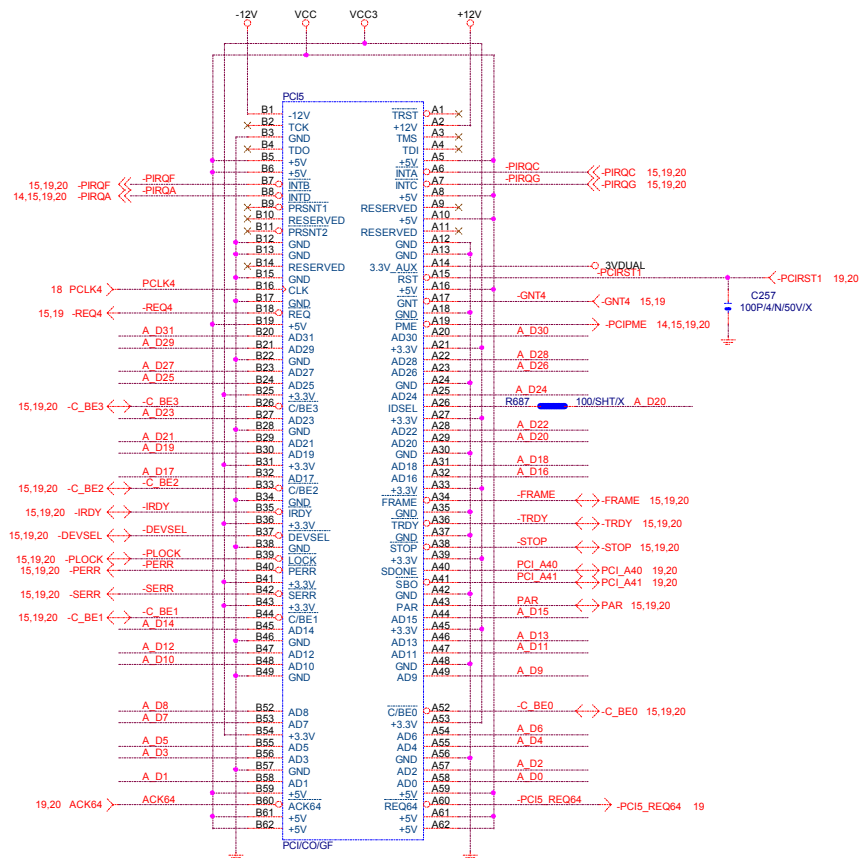 -12V VCC VCC3 +12V
PCI5
B1 -12V TRST A1
B2 TCK +12V A2
B3 GND TMS A3
B4 TDO TDI A4
B5 +5V +5V A5
B6 +5V INTA A6 -PIRQC -PIRQC 15,19,20
15,19,20 -PIRQF -PIRQF B7 INTB INTC A7 -PIRQG -PIRQG 15,19,20
14,15,19,20 -PIRQA -PIRQA B8 INTD +5V A8
B9 PRSNT1 RESERVED A9
B10 RESERVED +5V A10
B11 PRSNT2 RESERVED A11
B12 GND GND A12
B13 GND GND A13
B14 RESERVED 3.3V_AUX A14 3VDUAL
B15 GND RST A15 -PCIRST1 -PCIRST1 19,20
18 PCLK4 PCLK4 B16 CLK +5V A16
B17 GND GNT A17 -GNT4 -GNT4 15,19
C257
100P/4/N/50V/X
15,19 -REQ4 -REQ4 B18 REQ GND A18
B19 +5V PME A19 -PCIPME 14,15,19,20
A_D31 B20 AD31 AD30 A20 A_D30
A_D29 B21 AD29 +3.3V A21
B22 GND AD28 A22 A_D28
A_D27 B23 AD27 AD26 A23 A_D26
A_D25 B24 AD25 GND A24
B25 +3.3V AD24 A25 A_D24
15,19,20 -C_BE3 -C_BE3 B26 C/BE3 IDSEL A26 R687 100/SHT/X A_D20
A_D23 B27 AD23 +3.3V A27
B28 GND AD22 A28 A_D22
A_D21 B29 AD21 AD20 A29 A_D20
A_D19 B30 AD19 GND A30
B31 +3.3V AD18 A31 A_D18
A_D17 B32 AD17 AD16 A32 A_D16
15,19,20 -C_BE2 -C_BE2 B33 C/BE2 +3.3V A33
B34 GND FRAME A34 -FRAME -FRAME 15,19,20
15,19,20 -IRDY -IRDY B35 IRDY GND A35
B36 +3.3V TRDY A36 -TRDY -TRDY 15,19,20
15,19,20 -DEVSEL -DEVSEL B37 DEVSEL GND A37
B38 GND STOP A38 -STOP -STOP 15,19,20
15,19,20 -PLOCK -PLOCK B39 LOCK +3.3V A39
15,19,20 -PERR -PERR B40 PERR SDONE A40 PCI_A40 PCI_A40 19,20
B41 +3.3V SBO A41 PCI_A41 PCI_A41 19,20
15,19,20 -SERR -SERR B42 SERR GND A42
B43 +3.3V PAR A43 PAR PAR 15,19,20
15,19,20 -C_BE1 -C_BE1 B44 C/BE1 AD15 A44 A_D15
A_D14 B45 AD14 +3.3V A45
B46 GND AD13 A46 A_D13
A_D12 B47 AD12 AD11 A47 A_D11
A_D10 B48 AD10 GND A48
B49 GND AD9 A49 A_D9
A_D8 B52 AD8 C/BE0 A52 -C_BE0 -C_BE0 15,19,20
A_D7 B53 AD7 +3.3V A53
B54 +3.3V AD6 A54 A_D6
A_D5 B55 AD5 AD4 A55 A_D4
A_D3 B56 AD3 GND A56
B57 GND AD2 A57 A_D2
A_D1 B58 AD1 AD0 A58 A_D0
B59 +5V +5V A59
19,20 ACK64 ACK64 B60 ACK64 REQ64 A60 -PCI5_REQ64 -PCI5_REQ64 19
B61 +5V +5V A61
B62 +5V +5V A62
PCI/CO/GF